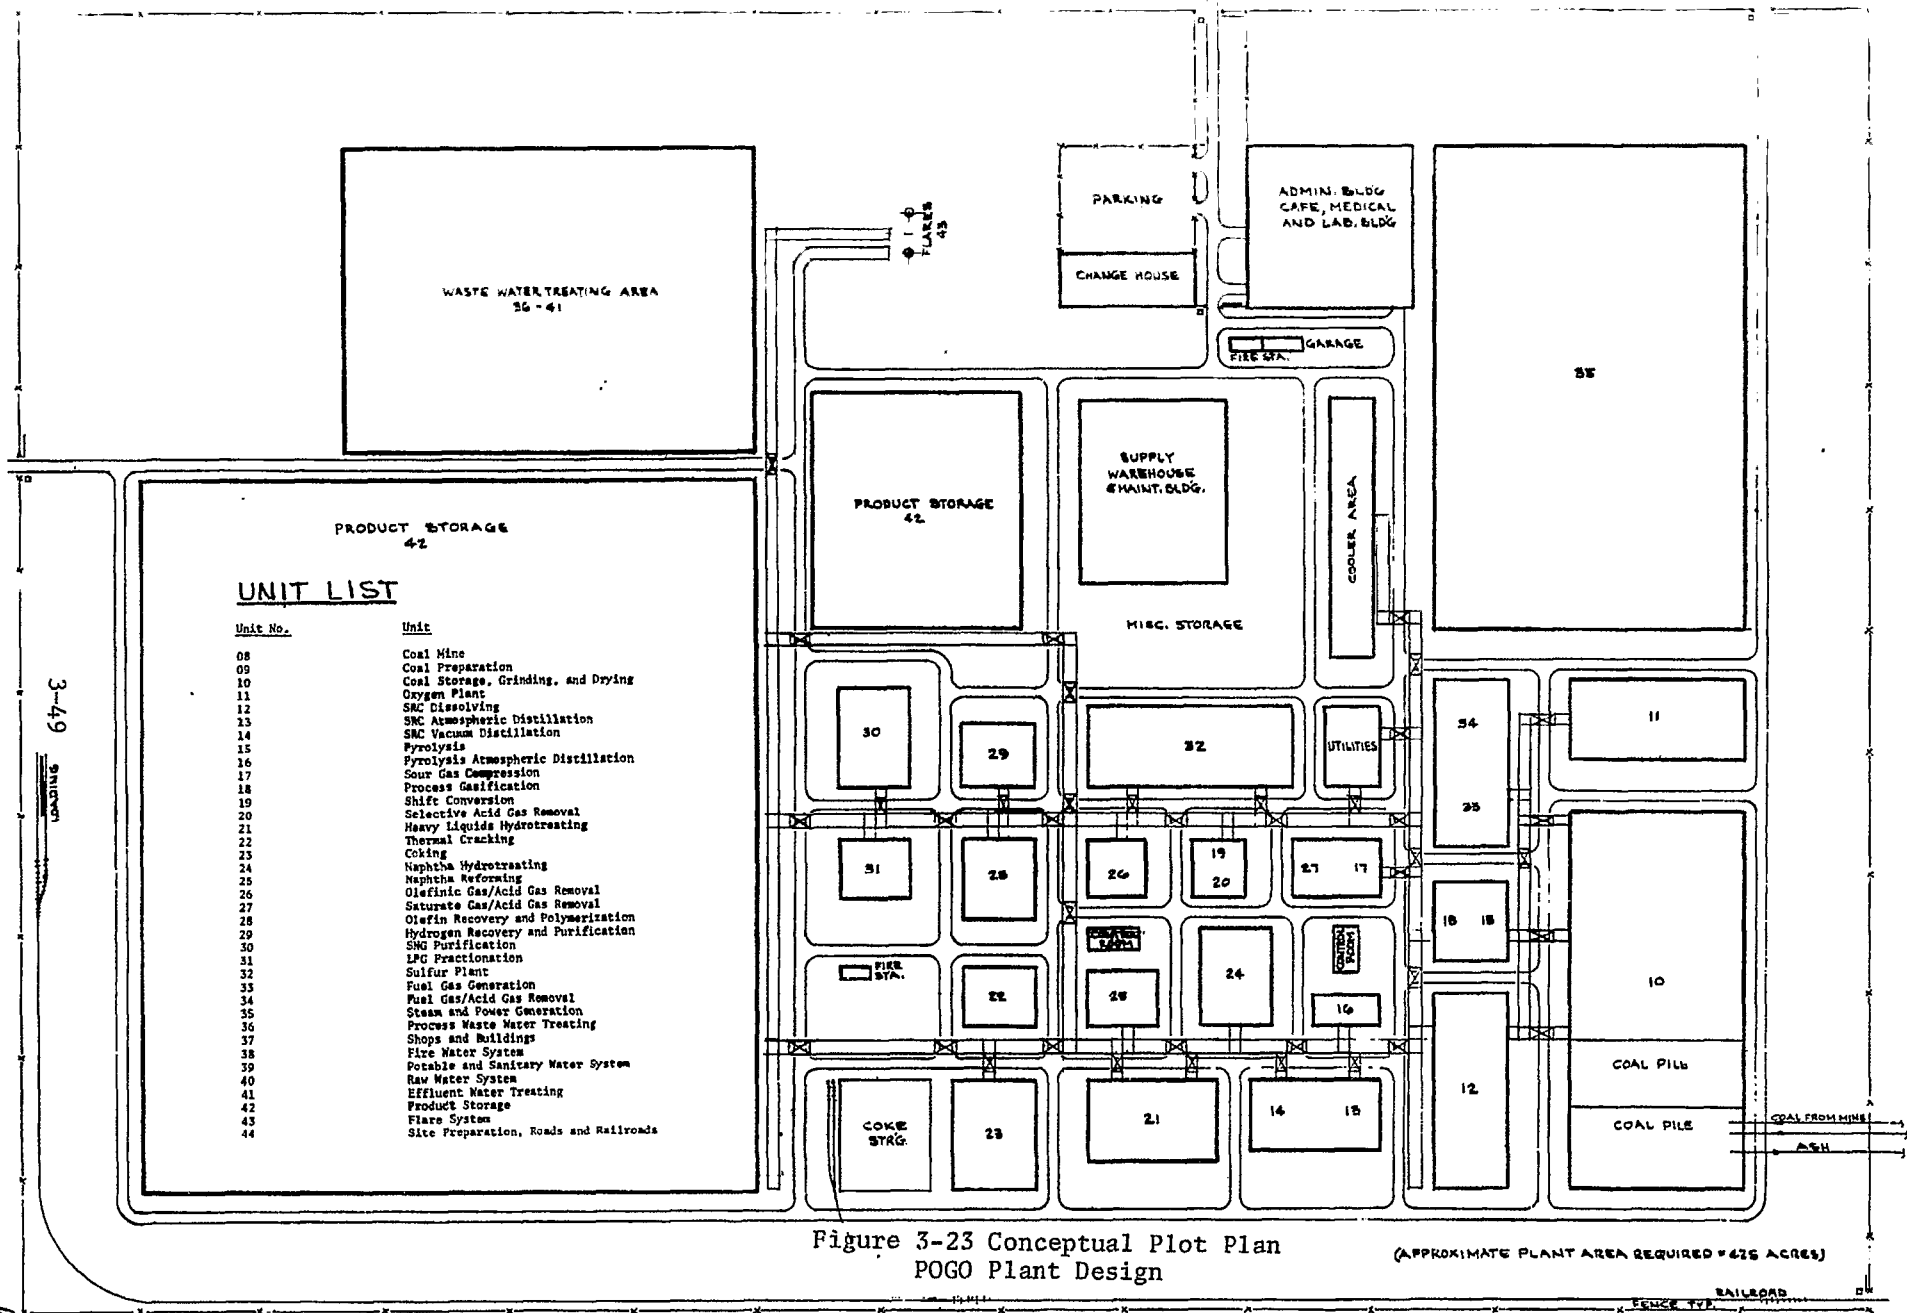 PARKING
ADMIN. BLDG
CAFE, MEDICAL
AND LAB. BLDG
CHANGE HOUSE
FLARES
43
WASTE WATER TREATING AREA
36-41
GARAGE
FIRE STA.
35
SUPPLY
WAREHOUSE
& MAINT. BLDG.
COOLER AREA
PRODUCT STORAGE
42
PRODUCT STORAGE
42
MISC. STORAGE
UNIT LIST
Unit No. Unit
08 Coal Mine
09 Coal Preparation
10 Coal Storage, Grinding, and Drying
11 Oxygen Plant
12 SRC Dissolving
13 SRC Atmospheric Distillation
14 SRC Vacuum Distillation
15 Pyrolysis
16 Pyrolysis Atmospheric Distillation
17 Sour Gas Compression
18 Process Gasification
19 Shift Conversion
20 Selective Acid Gas Removal
21 Heavy Liquids Hydrotreating
22 Thermal Cracking
23 Coking
24 Naphtha Hydrotreating
25 Naphtha Reforming
26 Olefinic Gas/Acid Gas Removal
27 Saturate Gas/Acid Gas Removal
28 Olefin Recovery and Polymerization
29 Hydrogen Recovery and Purification
30 SNG Purification
31 LPG Fractionation
32 Sulfur Plant
33 Fuel Gas Generation
34 Fuel Gas/Acid Gas Removal
35 Steam and Power Generation
36 Process Waste Water Treating
37 Shops and Buildings
38 Fire Water System
39 Potable and Sanitary Water System
40 Raw Water System
41 Effluent Water Treating
42 Product Storage
43 Flare System
44 Site Preparation, Roads and Railroads
3-49
LOADING
30
29
32
UTILITIES
34
33
11
31
26
19
20
27 17
CONTROL
ROOM
CONTROL
ROOM
FIRE
STA.
22
24
16
10
COAL PILE
COAL PILE
COAL FROM MINE
ASH
COKE
STR'G.
23
21
14 13
12
Figure 3-23 Conceptual Plot Plan
POGO Plant Design
(APPROXIMATE PLANT AREA REQUIRED = 625 ACRES)
RAILROAD
FENCE TYP.